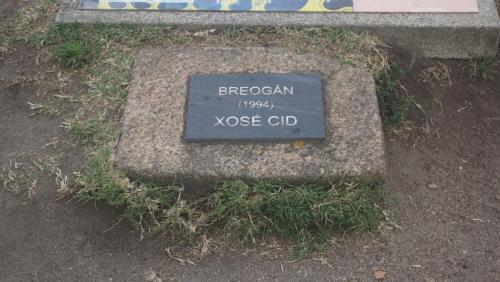 BREOGÁN
(1994)
XOSÉ CID